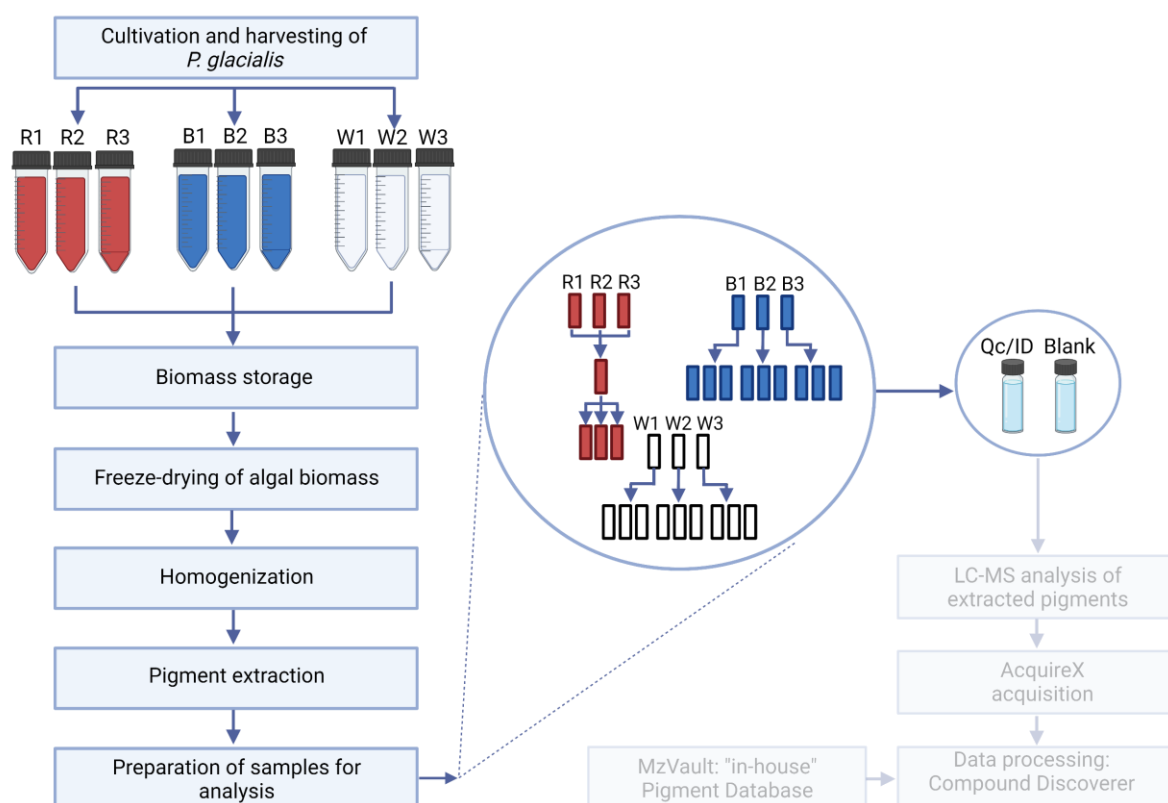 Cultivation and harvesting of
P. glacialis
R1 R2 R3
B1 B2 B3
W1 W2 W3
Biomass storage
Freeze-drying of algal biomass
Homogenization
Pigment extraction
Preparation of samples for
analysis
R1 R2 R3
B1 B2 B3
W1 W2 W3
Qc/ID Blank
LC-MS analysis of
extracted pigments
AcquireX
acquisition
MzVault: "in-house"
Pigment Database
Data processing:
Compound Discoverer